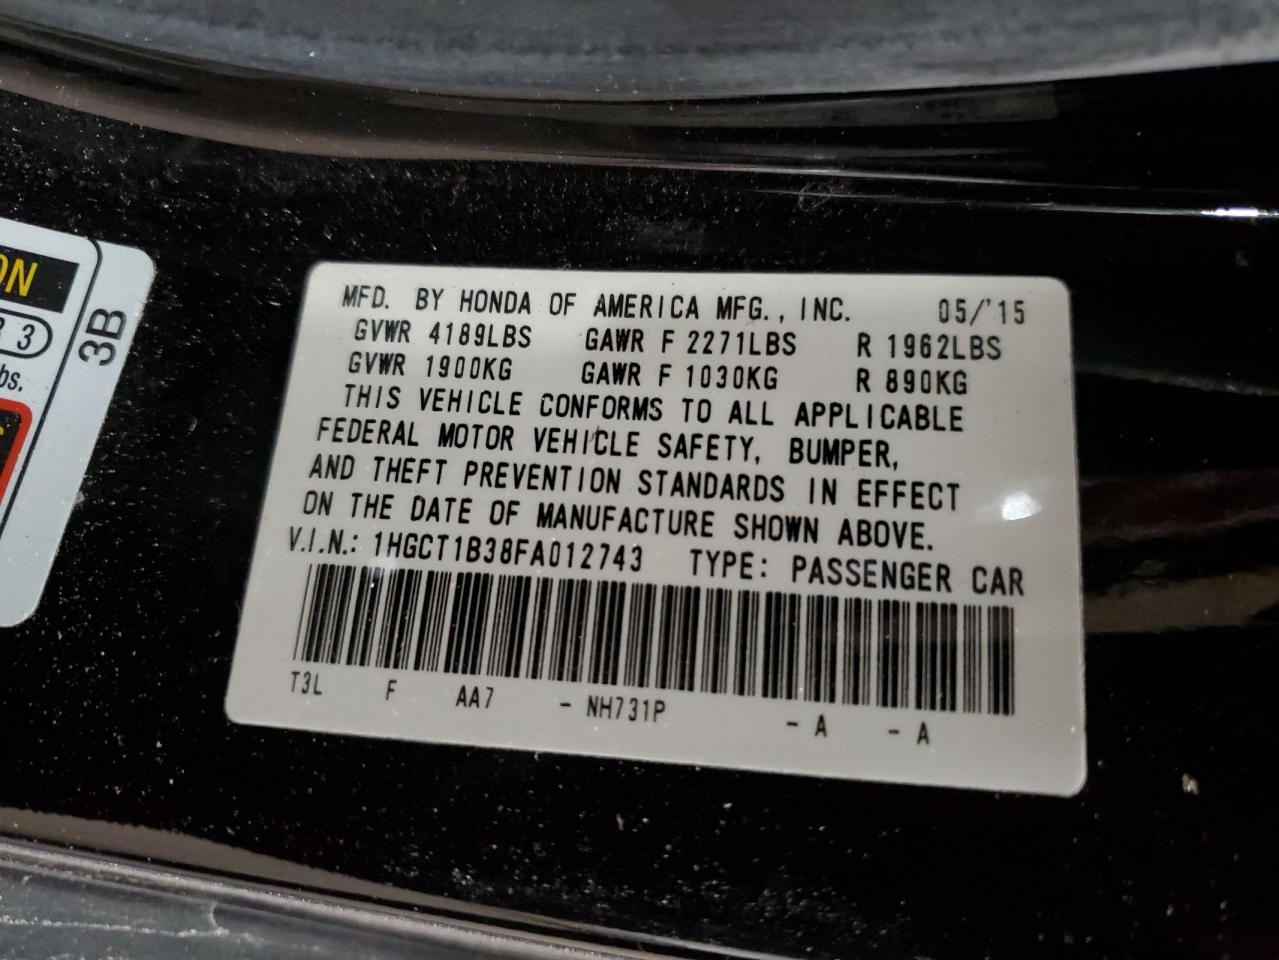 MFD. BY HONDA OF AMERICA MFG., INC. 05/'15
GVWR 4189LBS GAWR F 2271LBS R 1962LBS
GVWR 1900KG GAWR F 1030KG R 890KG
THIS VEHICLE CONFORMS TO ALL APPLICABLE
FEDERAL MOTOR VEHICLE SAFETY, BUMPER,
AND THEFT PREVENTION STANDARDS IN EFFECT
ON THE DATE OF MANUFACTURE SHOWN ABOVE.
V.I.N.: 1HGCT1B38FA012743 TYPE: PASSENGER CAR
T3L F AA7 - NH731P - A - A
3B
3